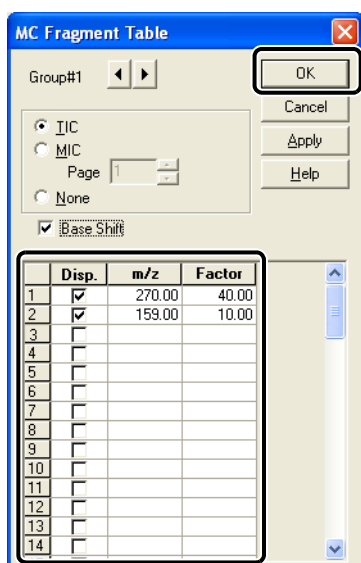 MC Fragment Table
Group#1
OK
Cancel
TIC
Apply
MIC
Page 1
Help
None
Base Shift
Disp. m/z Factor
1 270.00 40.00
2 159.00 10.00
3
4
5
6
7
8
9
10
11
12
13
14